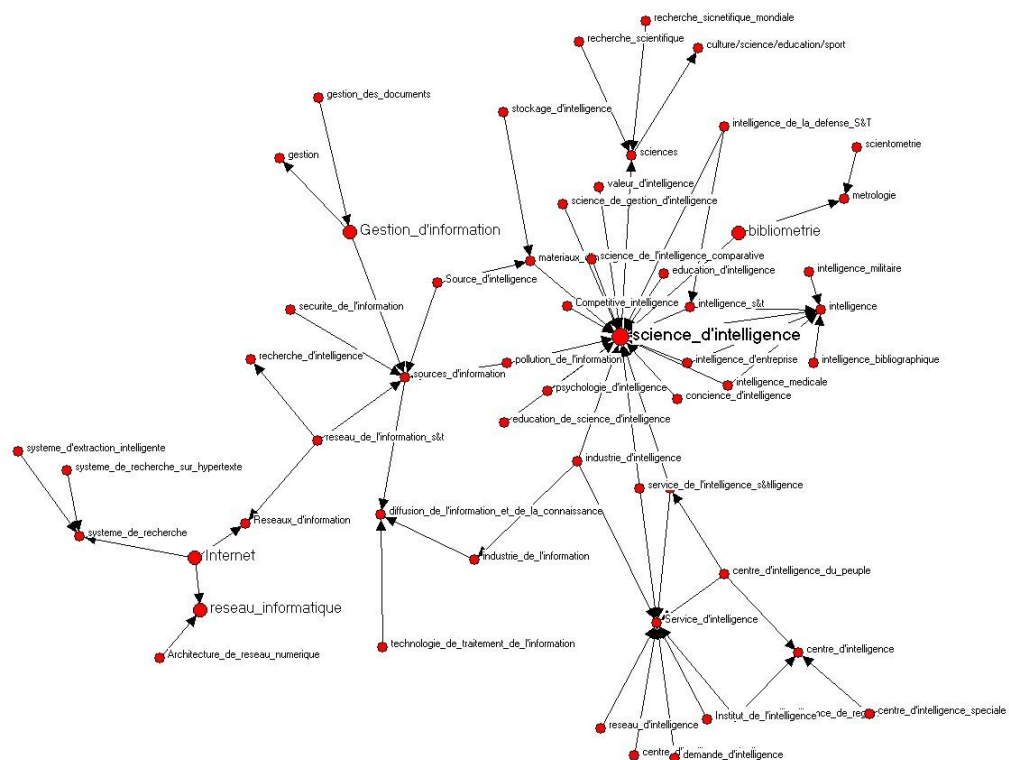 recherche_sicnetifique_mondiale
recherche_scientifique
culture/science/education/sport
gestion_des_documents
stockage_d'intelligence
intelligence_de_la_defense_S&T
scientometrie
gestion
sciences
valeur_d'intelligence
metrologie
science_de_gestion_d'intelligence
Gestion_d'information
bibliometrie
materiaux_d
science_de_l'intelligence_comparative
education_d'intelligence
intelligence_militaire
Source_d'intelligence
securite_de_l'information
Competitive_intelligence
intelligence_s&t
intelligence
science_d'intelligence
recherche_d'intelligence
pollution_de_l'information
intelligence_d'entreprise
intelligence_bibliographique
sources_d'information
intelligence_medicale
psychologie_d'intelligence
concience_d'intelligence
education_de_science_d'intelligence
reseau_de_l'information_s&t
systeme_d'extraction_intelligente
industrie_d'intelligence
systeme_de_recherche_sur_hypertexte
service_de_l'intelligence_s&t
diffusion_de_l'information_et_de_la_connaissance
Reseaux_d'information
systeme_de_recherche
Internet
industrie_de_l'information
centre_d'intelligence_du_peuple
reseau_informatique
Service_d'intelligence
technologie_de_traitement_de_l'information
centre_d'intelligence
Architecture_de_reseau_numerique
centre_d'intelligence_speciale
Institut_de_l'intelligence
reseau_d'intelligence
centre_d'
demande_d'intelligence